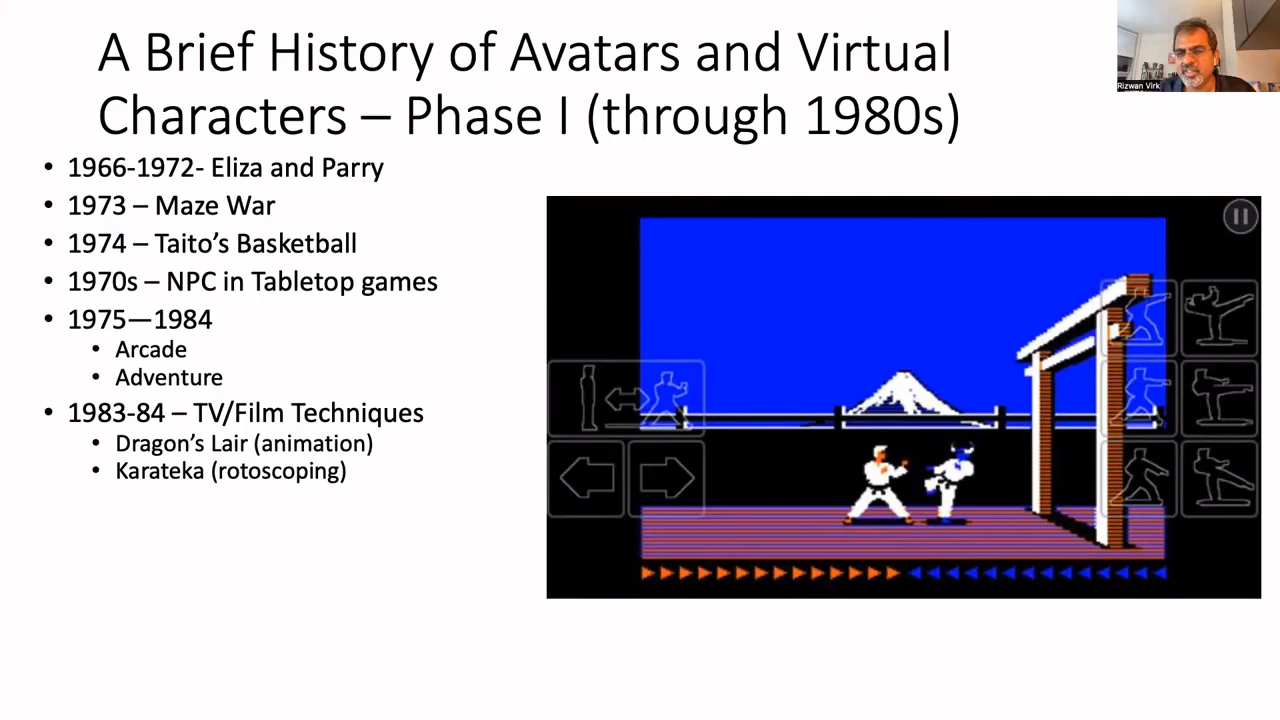 A Brief History of Avatars and Virtual
Characters – Phase I (through 1980s)
Rizwan Virk
• 1966-1972- Eliza and Parry
• 1973 – Maze War
• 1974 – Taito’s Basketball
• 1970s – NPC in Tabletop games
• 1975—1984
• Arcade
• Adventure
• 1983-84 – TV/Film Techniques
• Dragon’s Lair (animation)
• Karateka (rotoscoping)